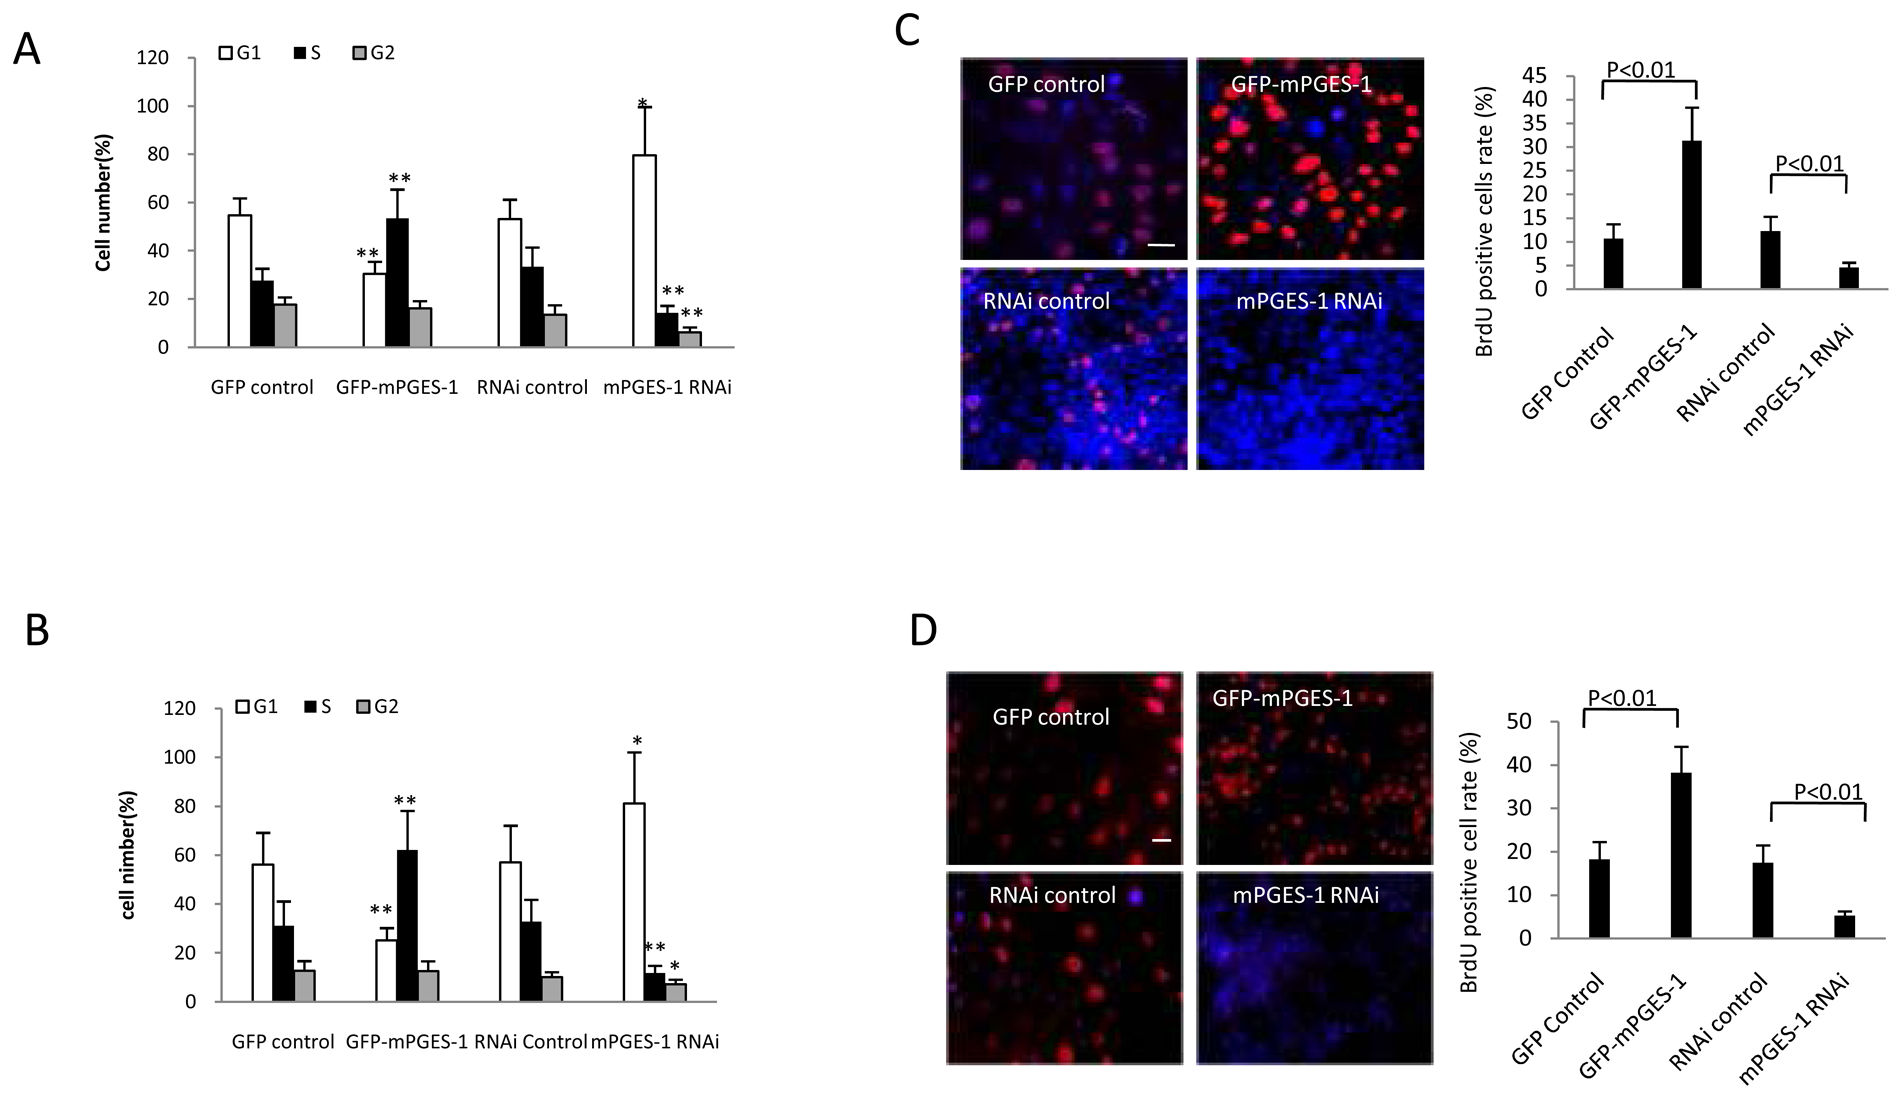 A
G1 S G2
120
100
80
60
40
20
0
Cell number(%)
*
**
**
**
**
GFP control GFP-mPGES-1 RNAi control mPGES-1 RNAi
C
GFP control
GFP-mPGES-1
RNAi control
mPGES-1 RNAi
BrdU positive cells rate (%)
45
40
35
30
25
20
15
10
5
0
P<0.01
P<0.01
GFP Control
GFP-mPGES-1
RNAi control
mPGES-1 RNAi
B
G1 S G2
120
100
80
60
40
20
0
cell nimber(%)
*
**
**
**
*
GFP control GFP-mPGES-1 RNAi Control mPGES-1 RNAi
D
GFP control
GFP-mPGES-1
RNAi control
mPGES-1 RNAi
BrdU positive cell rate (%)
50
40
30
20
10
0
P<0.01
P<0.01
GFP Control
GFP-mPGES-1
RNAi control
mPGES-1 RNAi